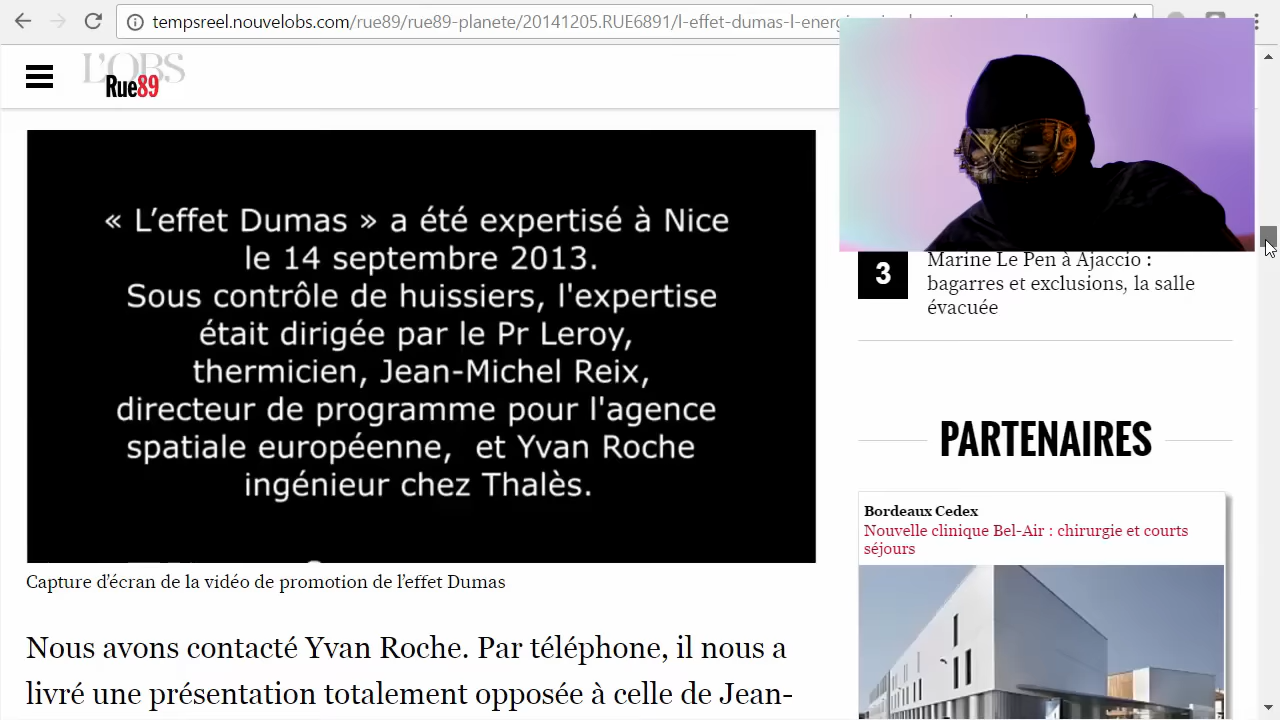 tempsreel.nouvelobs.com/rue89/rue89-planete/20141205.RUE6891/l-effet-dumas-l-energ
L'OBS
Rue89
« L'effet Dumas » a été expertisé à Nice
le 14 septembre 2013.
Sous contrôle de huissiers, l'expertise
était dirigée par le Pr Leroy,
thermicien, Jean-Michel Reix,
directeur de programme pour l'agence
spatiale européenne, et Yvan Roche
ingénieur chez Thalès.
Capture d’écran de la vidéo de promotion de l’effet Dumas
Nous avons contacté Yvan Roche. Par téléphone, il nous a
livré une présentation totalement opposée à celle de Jean-
3
Marine Le Pen à Ajaccio :
bagarres et exclusions, la salle
évacuée
PARTENAIRES
Bordeaux Cedex
Nouvelle clinique Bel-Air : chirurgie et courts
séjours